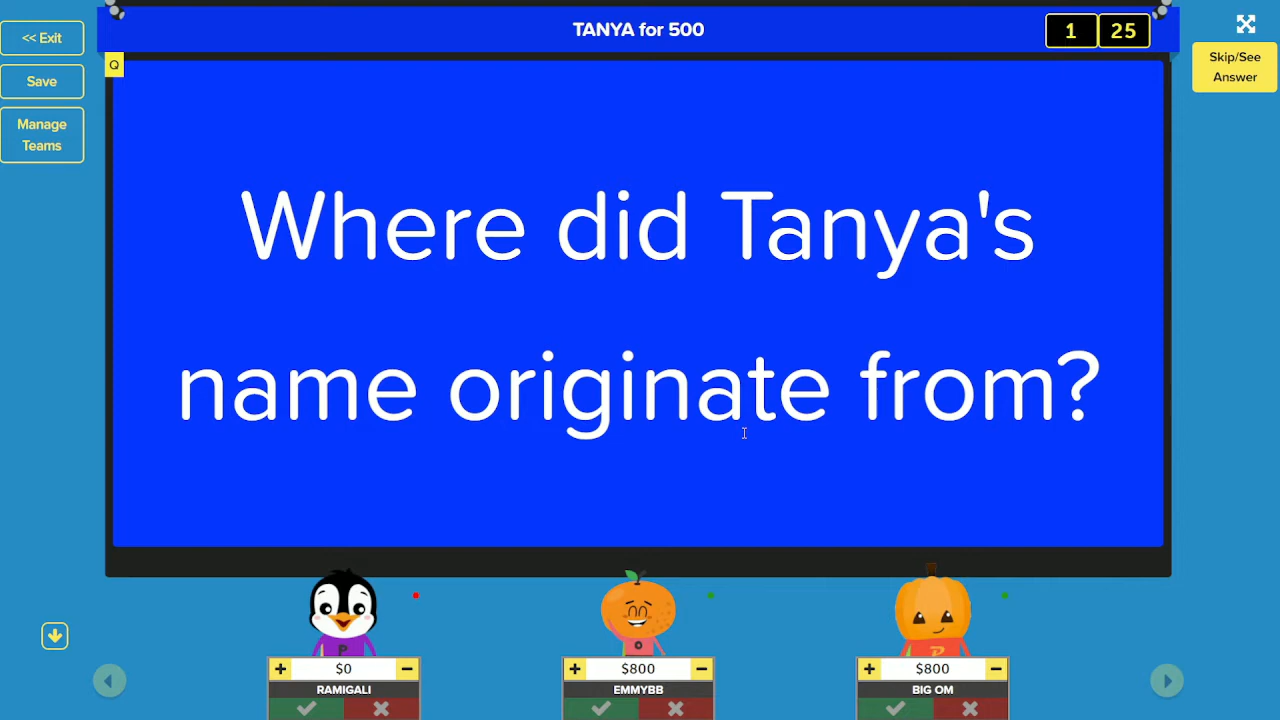 << Exit
TANYA for 500
1 25
Skip/See
Answer
Save
Q
Manage
Teams
Where did Tanya's
name originate from?
P
O
P
+ $0 −
+ $800 −
+ $800 −
RAMIGALI
EMMYBB
BIG OM